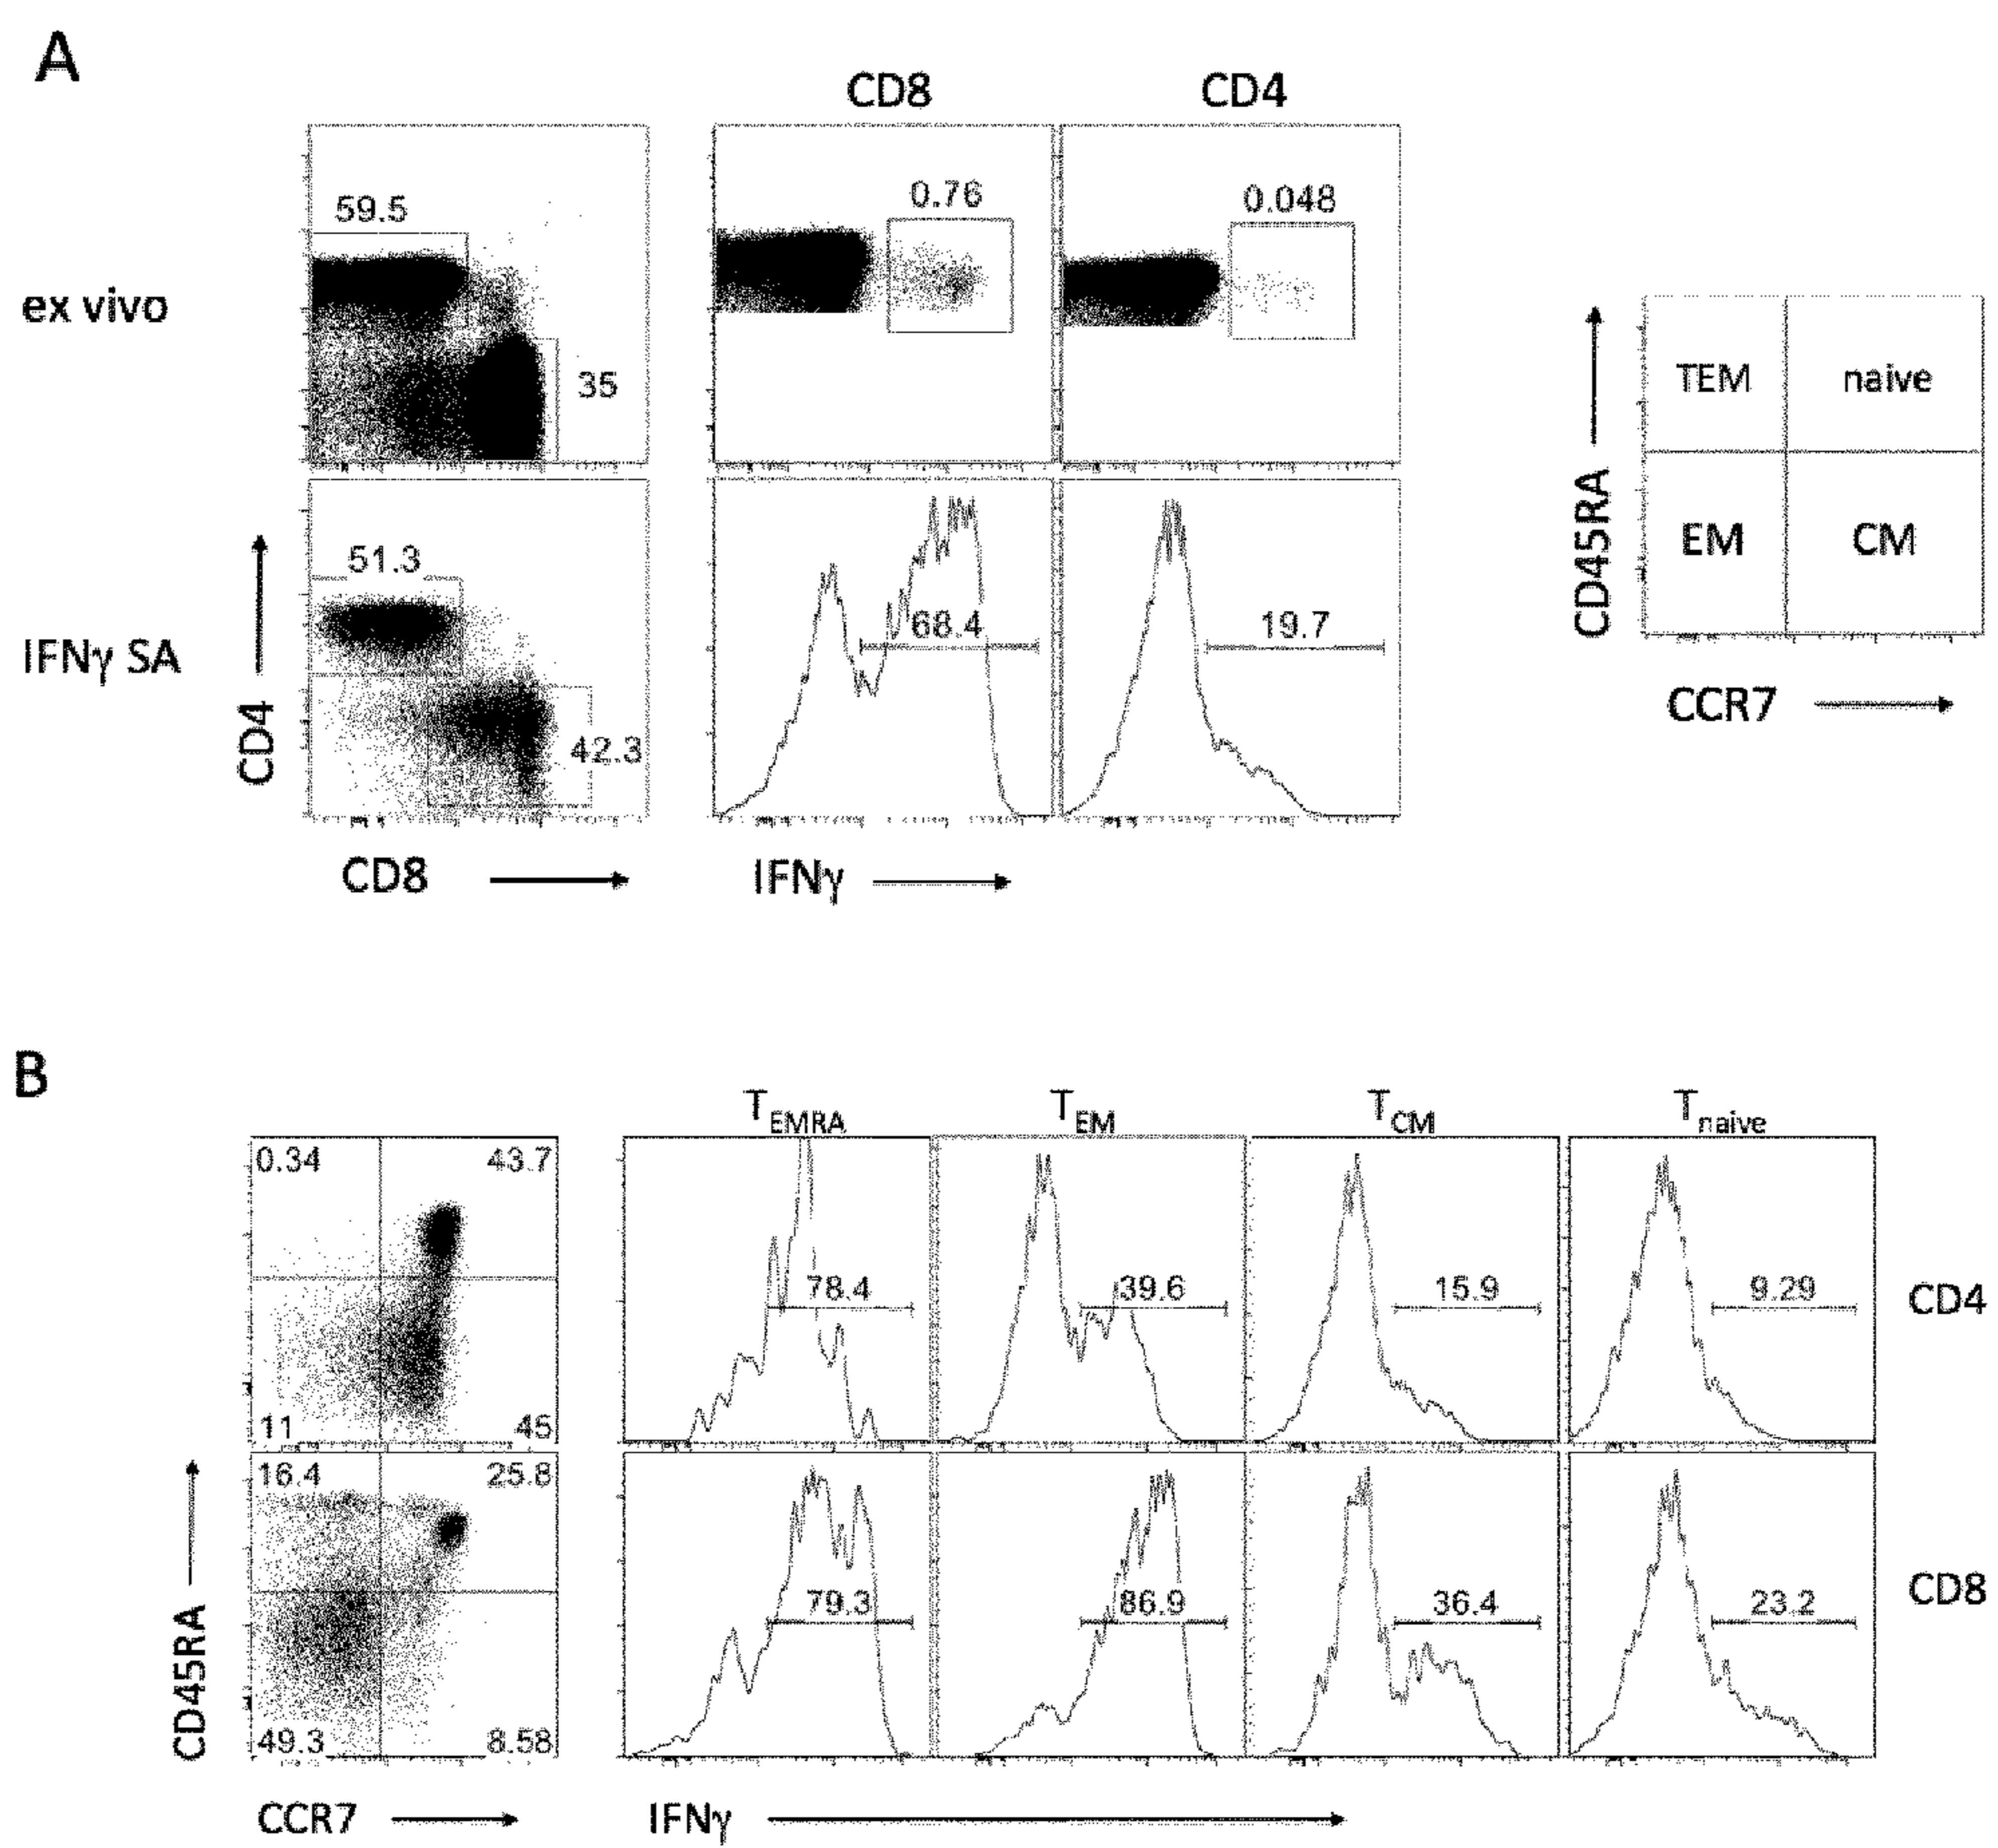 A
CD8 CD4
ex vivo
59.5
35
0.76
0.048
IFNγ SA
CD4
51.3
42.3
68.4
19.7
CD8
IFNγ
CD45RA
TEM naive
EM CM
CCR7
B
TEMRA TEM TCM Tnaive
0.34 43.7
11 45
78.4 39.6 15.9 9.29
CD4
16.4 25.8
49.3 8.58
79.3 86.9 36.4 23.2
CD8
CD45RA
CCR7
IFNγ